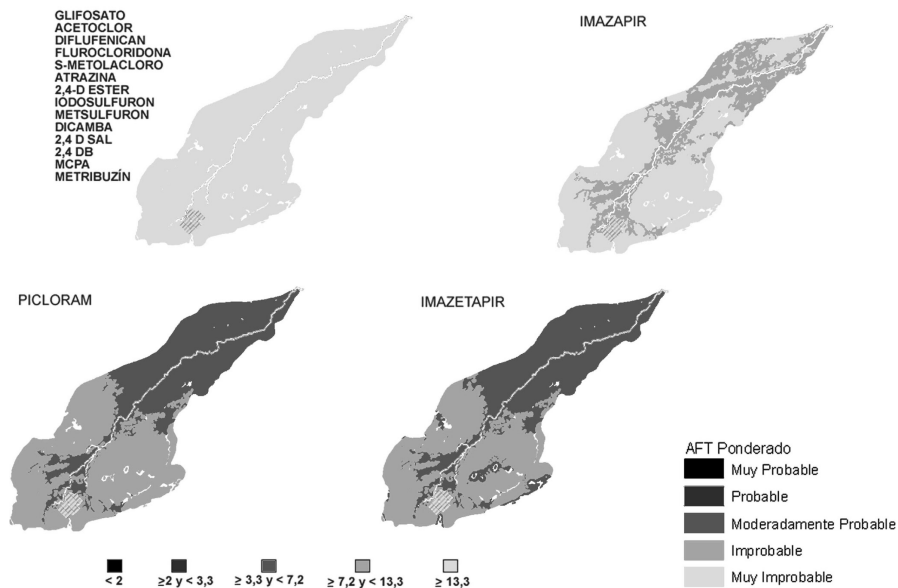 GLIFOSATO
ACETOCLOR
DIFLUFENICAN
FLUROCLORIDONA
S-METOLACLORO
ATRAZINA
2,4-D ESTER
IODOSULFURON
METSULFURON
DICAMBA
2,4 D SAL
2,4 DB
MCPA
METRIBUZÍN
IMAZAPIR
PICLORAM
IMAZETAPIR
AFT Ponderado
Muy Probable
Probable
Moderadamente Probable
Improbable
Muy Improbable
< 2
≥2 y < 3,3
≥ 3,3 y < 7,2
≥ 7,2 y < 13,3
≥ 13,3